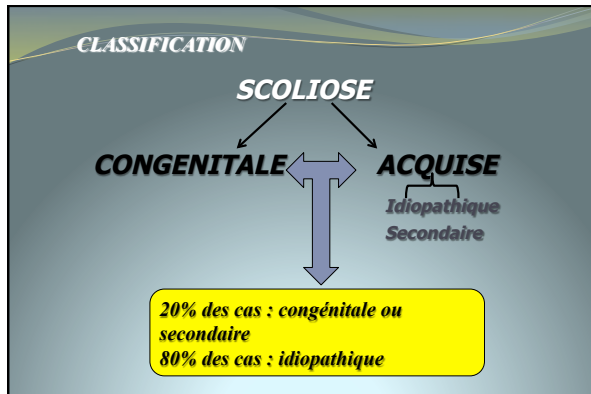 CLASSIFICATION
SCOLIOSE
CONGENITALE ACQUISE
Idiopathique
Secondaire
20% des cas : congénitale ou
secondaire
80% des cas : idiopathique